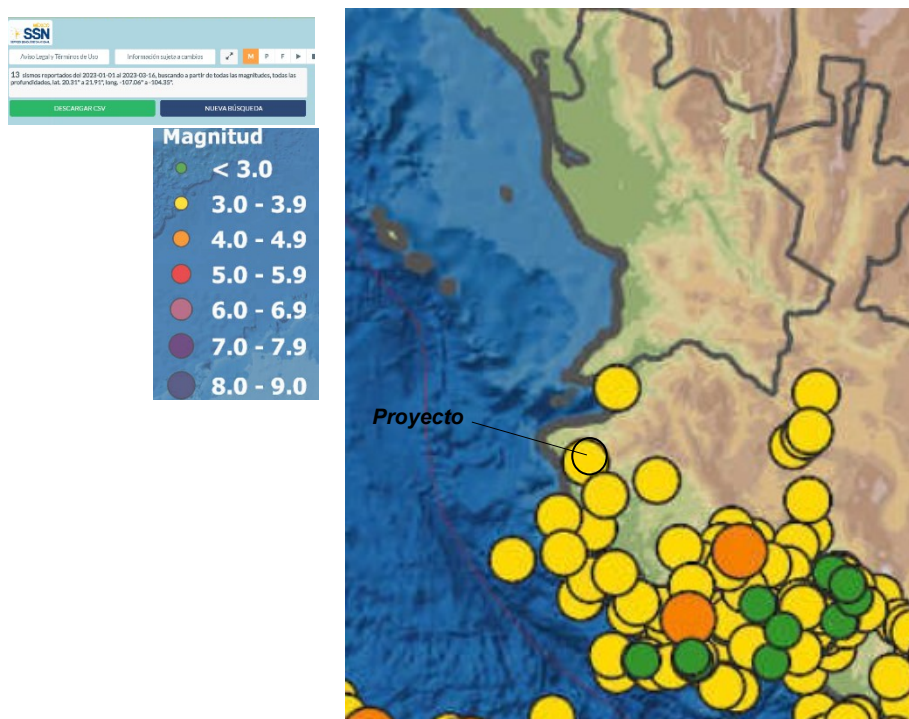 MÉXICO
SSN
Aviso Legal y Términos de Uso
Información sujeta a cambios
M P F
13 sismos reportados del 2023-01-01 al 2023-03-16, buscando a partir de todas las magnitudes, todas las
profundidades, lat. 20.31° a 21.91°, long. -107.06° a -104.35°.
DESCARGAR CSV
NUEVA BÚSQUEDA
Magnitud
< 3.0
3.0 - 3.9
4.0 - 4.9
5.0 - 5.9
6.0 - 6.9
7.0 - 7.9
8.0 - 9.0
Proyecto